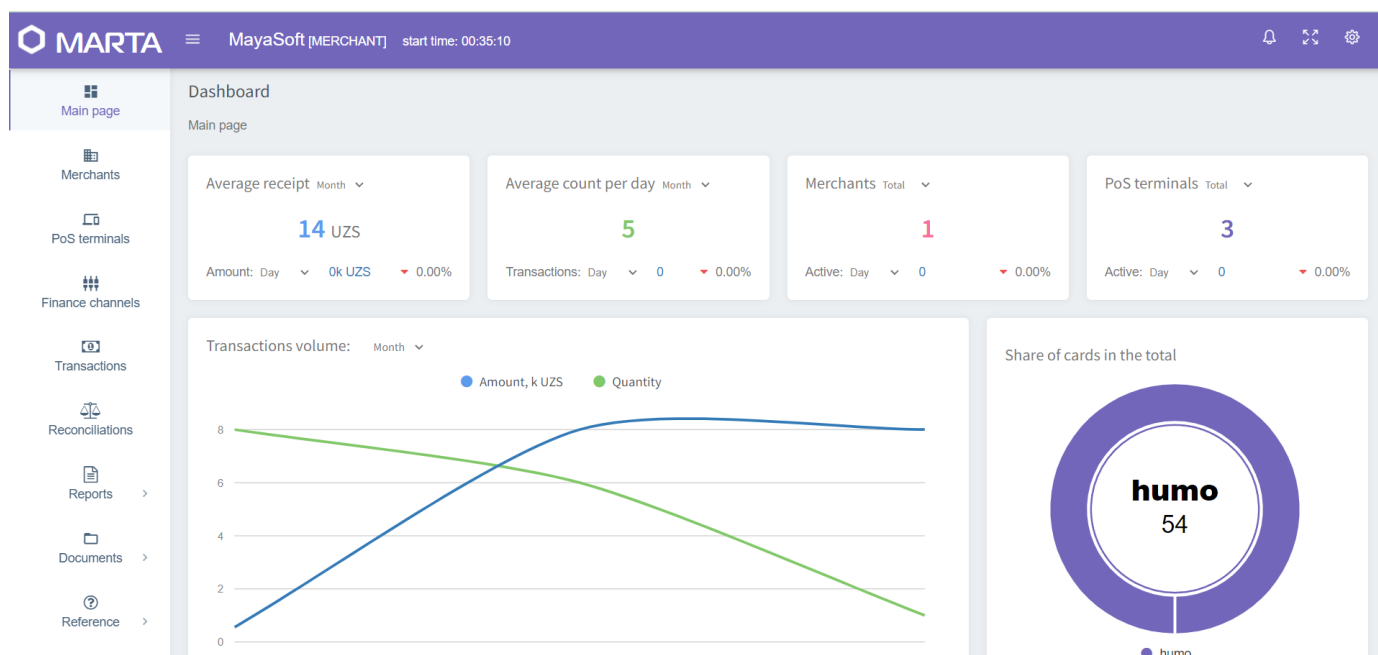 MARTA
MayaSoft [MERCHANT] start time: 00:35:10
Main page
Merchants
PoS terminals
Finance channels
Transactions
Reconciliations
Reports
Documents
Reference
Dashboard
Main page
Average receipt Month
14 UZS
Amount: Day 0k UZS 0.00%
Average count per day Month
5
Transactions: Day 0 0.00%
Merchants Total
1
Active: Day 0 0.00%
PoS terminals Total
3
Active: Day 0 0.00%
Transactions volume: Month
Amount, k UZS Quantity
8
6
4
2
0
Share of cards in the total
humo
54
humo